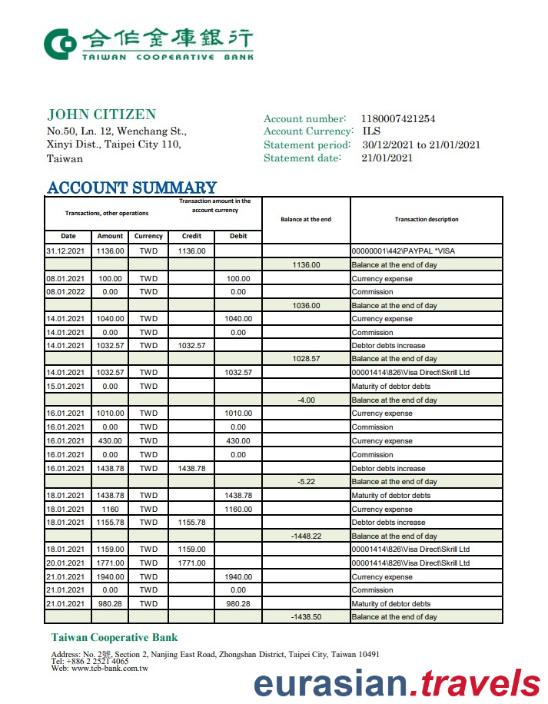 合作金庫銀行
TAIWAN COOPERATIVE BANK
JOHN CITIZEN
No.50, Ln. 12, Wenchang St.,
Xinyi Dist., Taipei City 110,
Taiwan
Account number: 1180007421254
Account Currency: ILS
Statement period: 30/12/2021 to 21/01/2021
Statement date: 21/01/2021
ACCOUNT SUMMARY
Transactions, other operations
Transaction amount in the account currency
Balance at the end
Transaction description
Date Amount Currency Credit Debit
31.12.2021 1136.00 TWD 1136.00 00000001\442\PAYPAL *VISA
1136.00 Balance at the end of day
08.01.2021 100.00 TWD 100.00 Currency expense
08.01.2022 0.00 TWD 0.00 Commission
1036.00 Balance at the end of day
14.01.2021 1040.00 TWD 1040.00 Currency expense
14.01.2021 0.00 TWD 0.00 Commission
14.01.2021 1032.57 TWD 1032.57 Debtor debts increase
1028.57 Balance at the end of day
14.01.2021 1032.57 TWD 1032.57 00001414\826\Visa Direct\Skrill Ltd
15.01.2021 0.00 TWD Maturity of debtor debts
-4.00 Balance at the end of day
16.01.2021 1010.00 TWD 1010.00 Currency expense
16.01.2021 0.00 TWD 0.00 Commission
16.01.2021 430.00 TWD 430.00 Currency expense
16.01.2021 0.00 TWD 0.00 Commission
16.01.2021 1438.78 TWD 1438.78 Debtor debts increase
-5.22 Balance at the end of day
18.01.2021 1438.78 TWD 1438.78 Maturity of debtor debts
18.01.2021 1160 TWD 1160.00 Currency expense
18.01.2021 1155.78 TWD 1155.78 Debtor debts increase
-1448.22 Balance at the end of day
18.01.2021 1159.00 TWD 1159.00 00001414\826\Visa Direct\Skrill Ltd
20.01.2021 1771.00 TWD 1771.00 00001414\826\Visa Direct\Skrill Ltd
21.01.2021 1940.00 TWD 1940.00 Currency expense
21.01.2021 0.00 TWD 0.00 Commission
21.01.2021 980.28 TWD 980.28 Maturity of debtor debts
-1438.50 Balance at the end of day
Taiwan Cooperative Bank
Address: No. Section 2, Nanjing East Road, Zhongshan District, Taipei City, Taiwan 10491
Tel: +886 2 2521 4065
Web: www.tcb-bank.com.tw
eurasian.travels